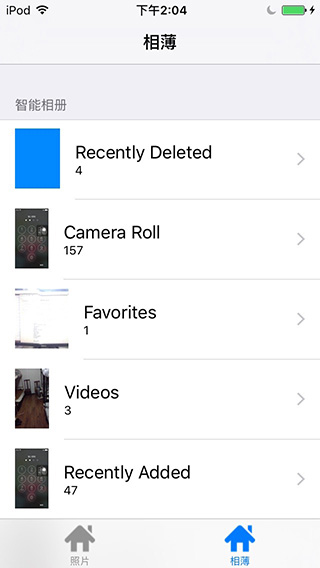 iPod 下午2:04
相薄
智能相册
Recently Deleted
4
Camera Roll
157
Favorites
1
Videos
3
Recently Added
47
照片 相薄